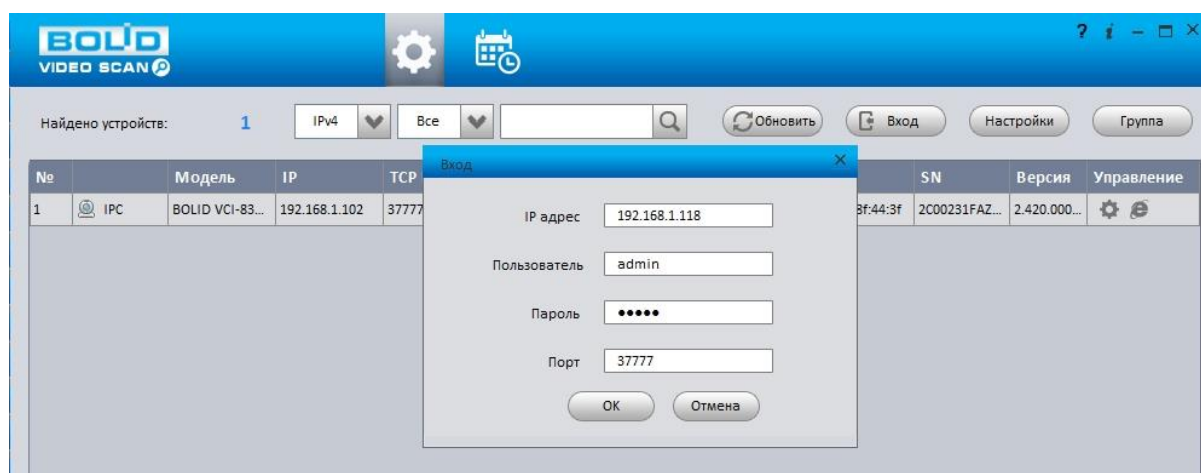 BOLID
VIDEO SCAN
? i
Найдено устройств: 1 IPv4 Все Обновить Вход Настройки Группа
Вход
№ Модель IP TCP SN Версия Управление
1 IPC BOLID VCI-83... 192.168.1.102 37777 3f:44:3f 2C00231FAZ... 2.420.000...
IP адрес 192.168.1.118
Пользователь admin
Пароль •••••
Порт 37777
OK Отмена